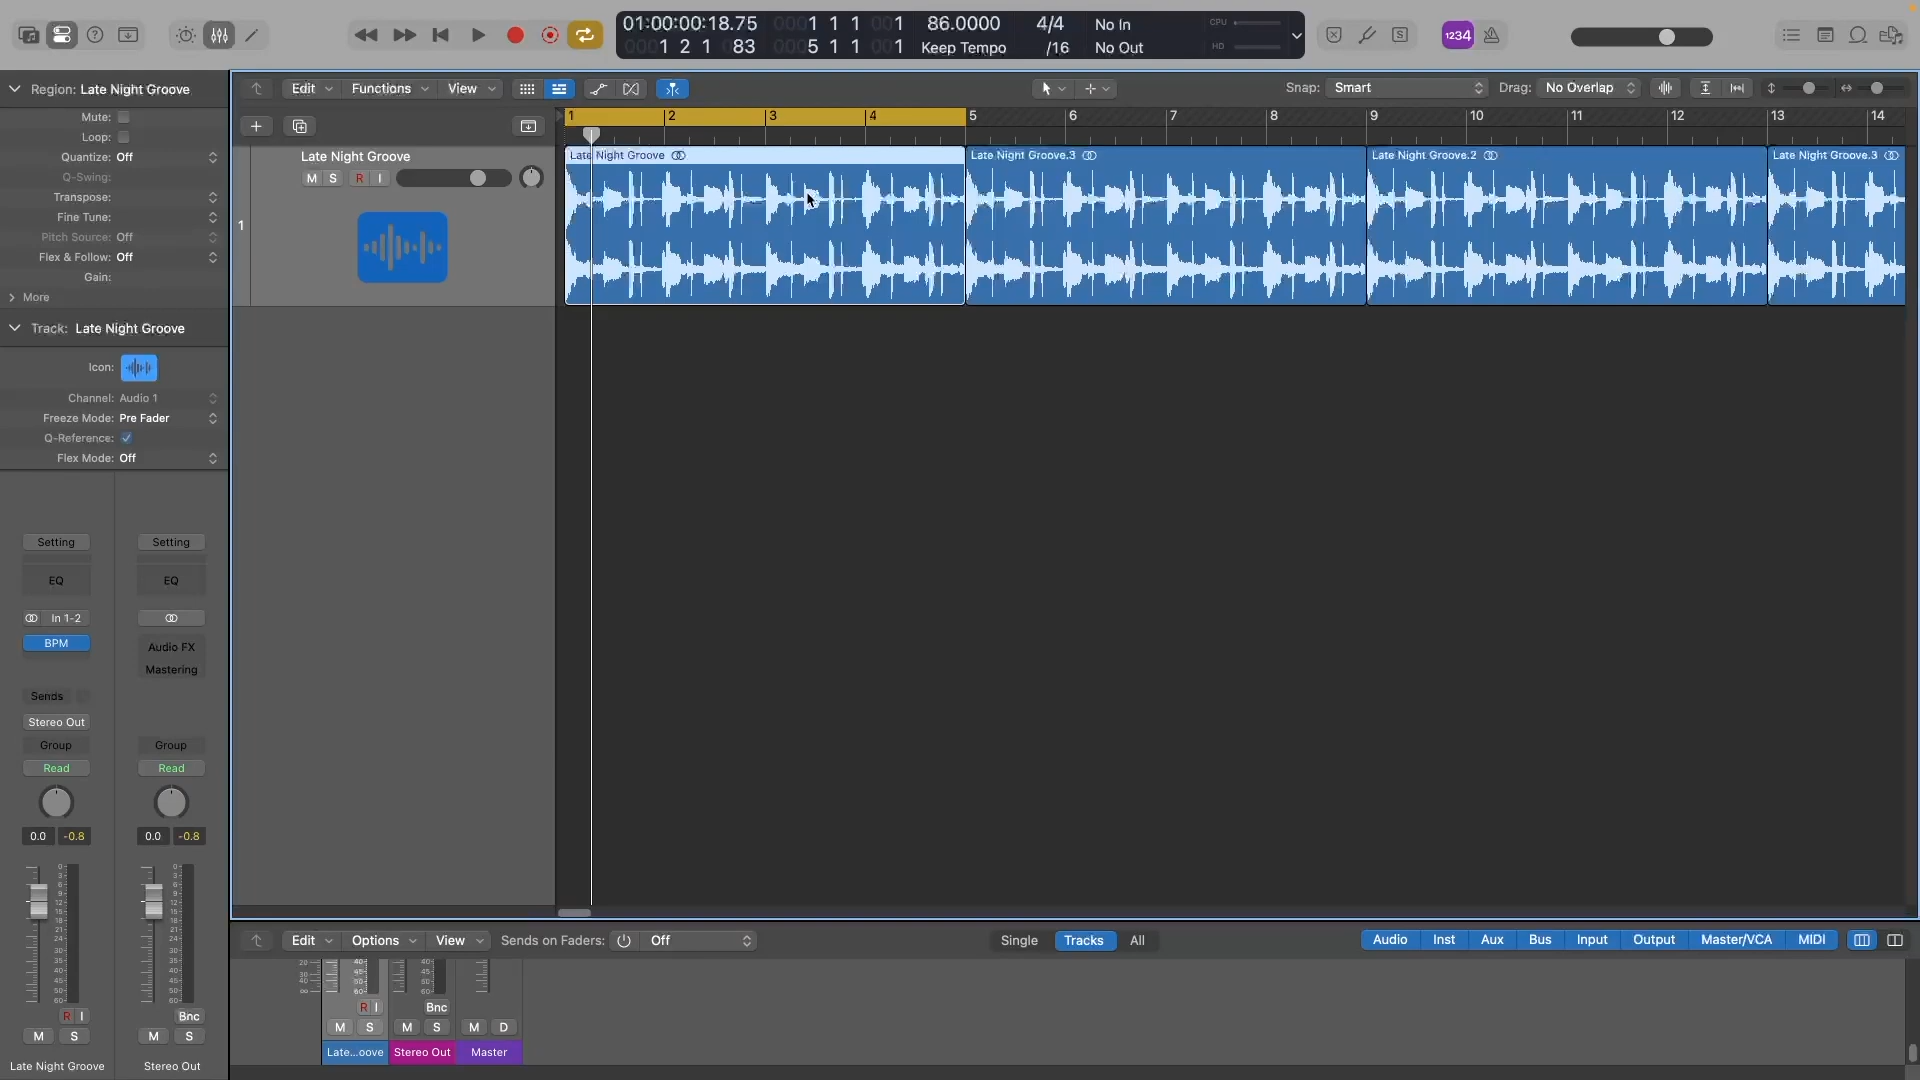 01:00:00:18.75 0001 1 1 001 86.0000 4/4 No In CPU
0001 2 1 83 0005 1 1 001 Keep Tempo /16 No Out HD
1234
Region: Late Night Groove
Mute:
Loop:
Quantize: Off
Q-Swing:
Transpose:
Fine Tune:
Pitch Source: Off
Flex & Follow: Off
Gain:
More
Track: Late Night Groove
Icon:
Channel: Audio 1
Freeze Mode: Pre Fader
Q-Reference:
Flex Mode: Off
Setting Setting
EQ EQ
In 1-2
BPM Audio FX
Mastering
Sends
Stereo Out
Group Group
Read Read
0.0 -0.8 0.0 -0.8
R I Bnc
M S M S
Late Night Groove Stereo Out
Edit Functions View Snap: Smart Drag: No Overlap
1 2 3 4 5 6 7 8 9 10 11 12 13 14
Late Night Groove
M S R I
1
Late Night Groove Late Night Groove.3 Late Night Groove.2 Late Night Groove.3
Edit Options View Sends on Faders: Off Single Tracks All Audio Inst Aux Bus Input Output Master/VCA MIDI
R I Bnc
M S M S M D
Late...oove Stereo Out Master